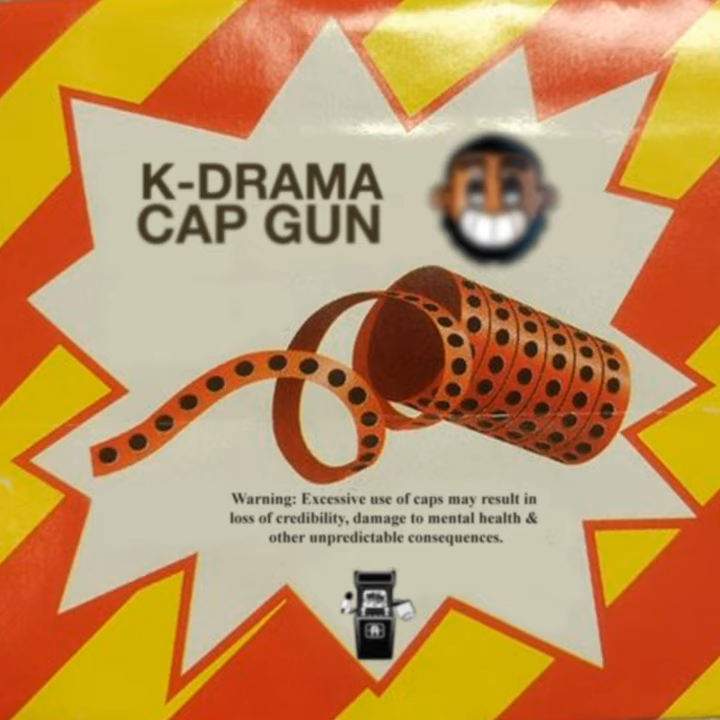 K-DRAMA
CAP GUN
Warning: Excessive use of caps may result in
loss of credibility, damage to mental health &
other unpredictable consequences.